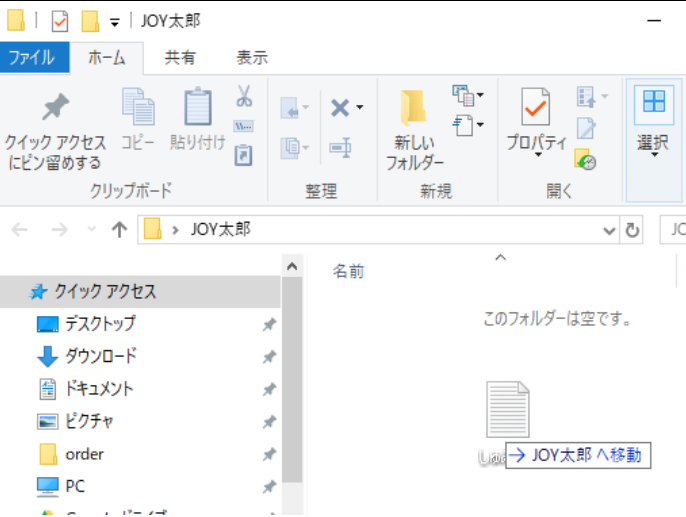 JOY太郎
ファイル ホーム 共有 表示
クイック アクセス
にピン留めする
コピー
貼り付け
新しい
フォルダー
プロパティ
選択
クリップボード 整理 新規 開く
JOY太郎
名前
クイック アクセス
このフォルダーは空です。
デスクトップ
ダウンロード
ドキュメント
ピクチャ
order
→ JOY太郎 へ移動
PC